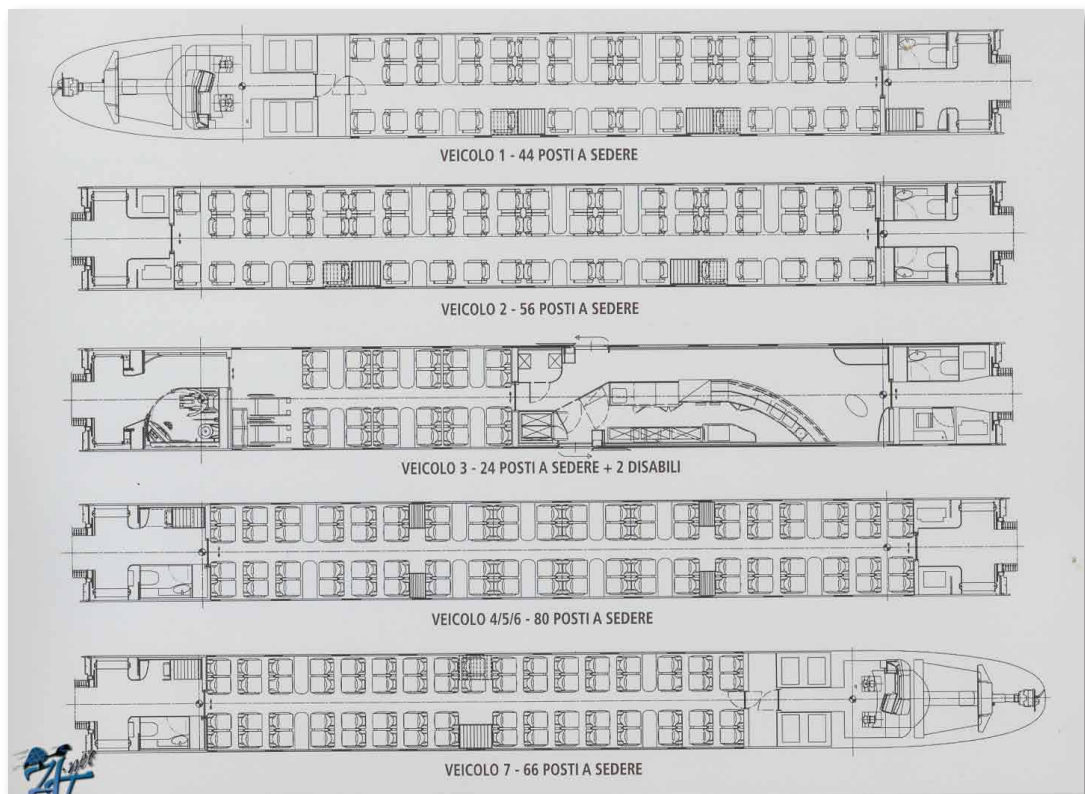 VEICOLO 1 - 44 POSTI A SEDERE
VEICOLO 2 - 56 POSTI A SEDERE
VEICOLO 3 - 24 POSTI A SEDERE + 2 DISABILI
VEICOLO 4/5/6 - 80 POSTI A SEDERE
VEICOLO 7 - 66 POSTI A SEDERE